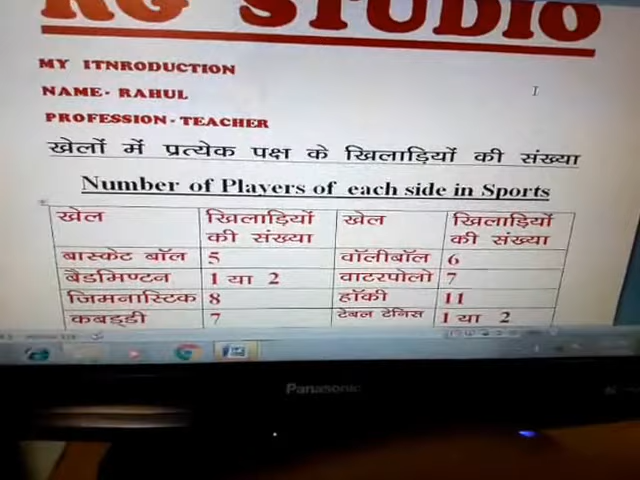 RG STUDIO
MY ITNRODUCTION
NAME- RAHUL
PROFESSION- TEACHER
खेलों में प्रत्येक पक्ष के खिलाड़ियों की संख्या
Number of Players of each side in Sports
खेल खिलाड़ियों की संख्या खेल खिलाड़ियों की संख्या
बास्केट बॉल 5 वॉलीबॉल 6
बैडमिण्टन 1 या 2 वाटरपोलो 7
जिमनास्टिक 8 हॉकी 11
कबड्डी 7 टेबल टेनिस 1 या 2
Panasonic